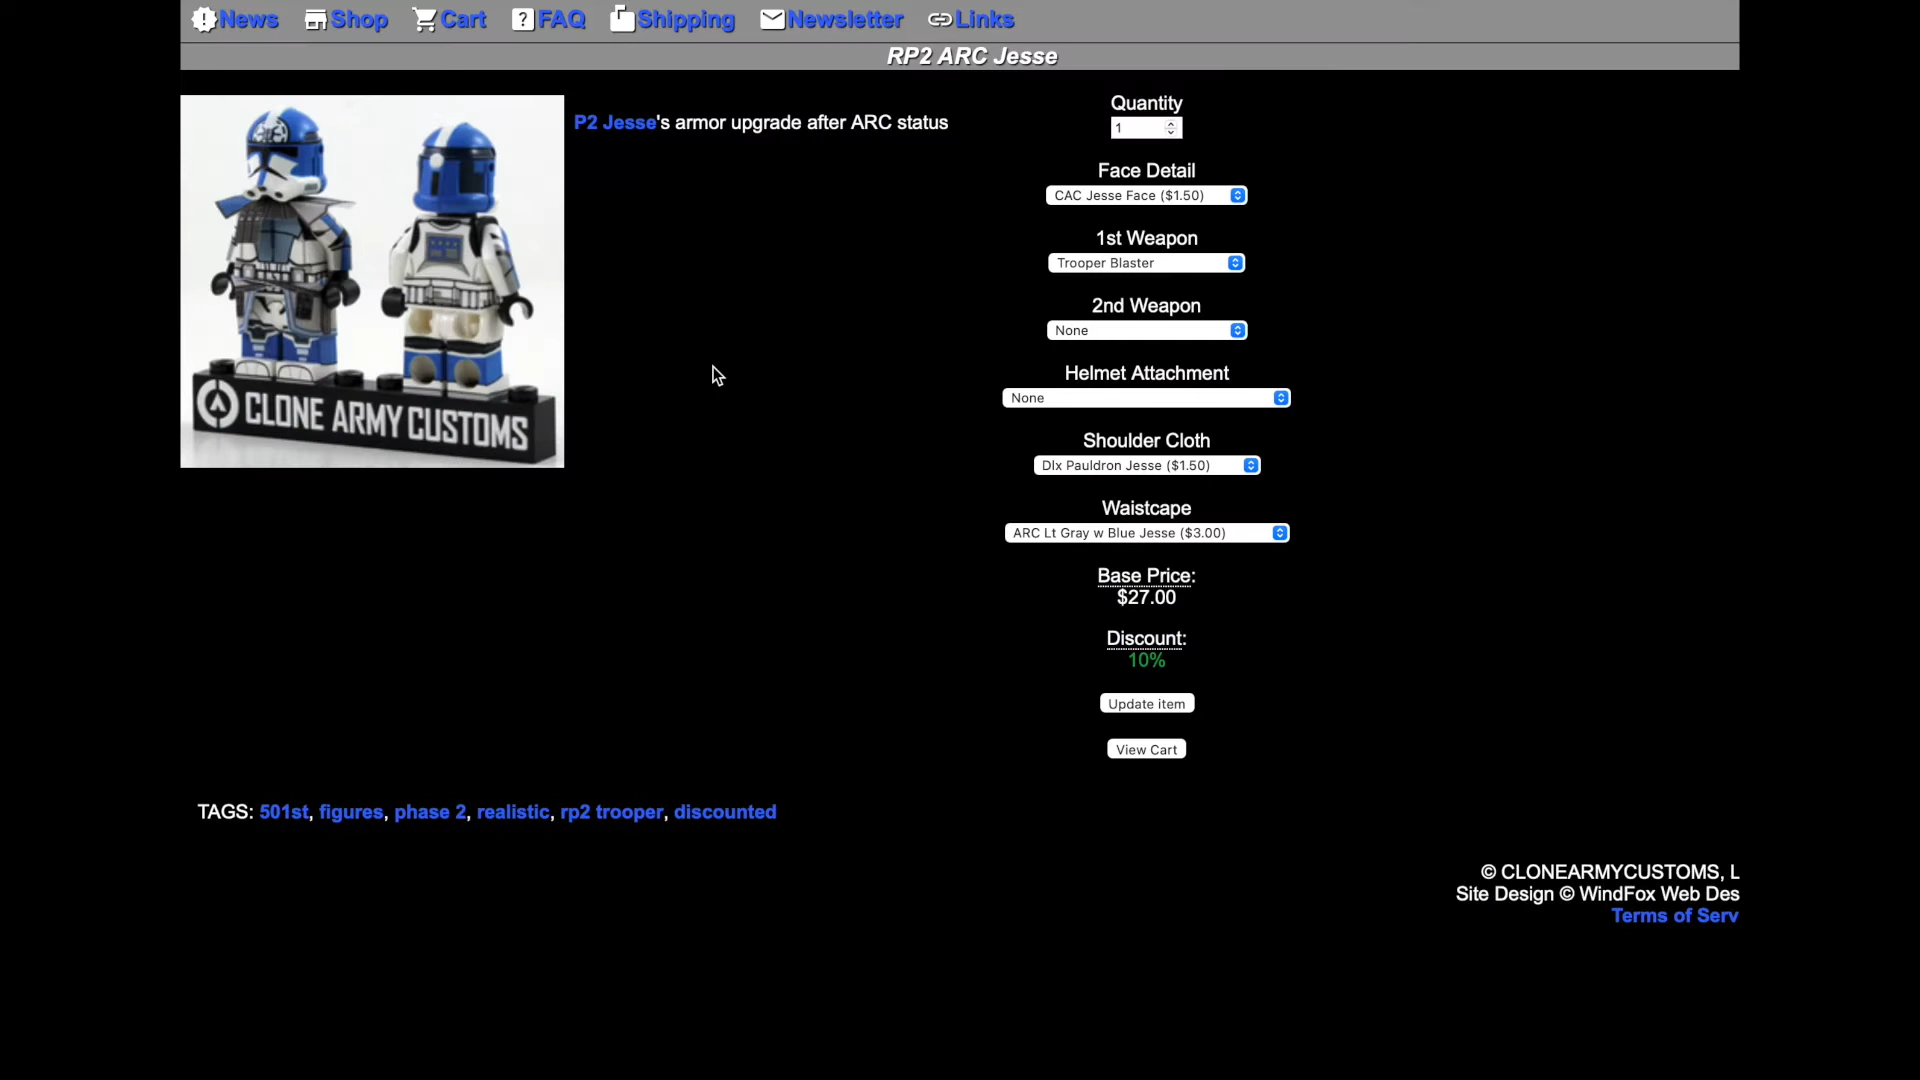 News Shop Cart FAQ Shipping Newsletter Links
RP2 ARC Jesse
CLONE ARMY CUSTOMS
P2 Jesse's armor upgrade after ARC status
Quantity
1
Face Detail
CAC Jesse Face ($1.50)
1st Weapon
Trooper Blaster
2nd Weapon
None
Helmet Attachment
None
Shoulder Cloth
Dlx Pauldron Jesse ($1.50)
Waistcape
ARC Lt Gray w Blue Jesse ($3.00)
Base Price:
$27.00
Discount:
10%
Update item
View Cart
TAGS: 501st, figures, phase 2, realistic, rp2 trooper, discounted
© CLONEARMYCUSTOMS, L
Site Design © WindFox Web Des
Terms of Serv